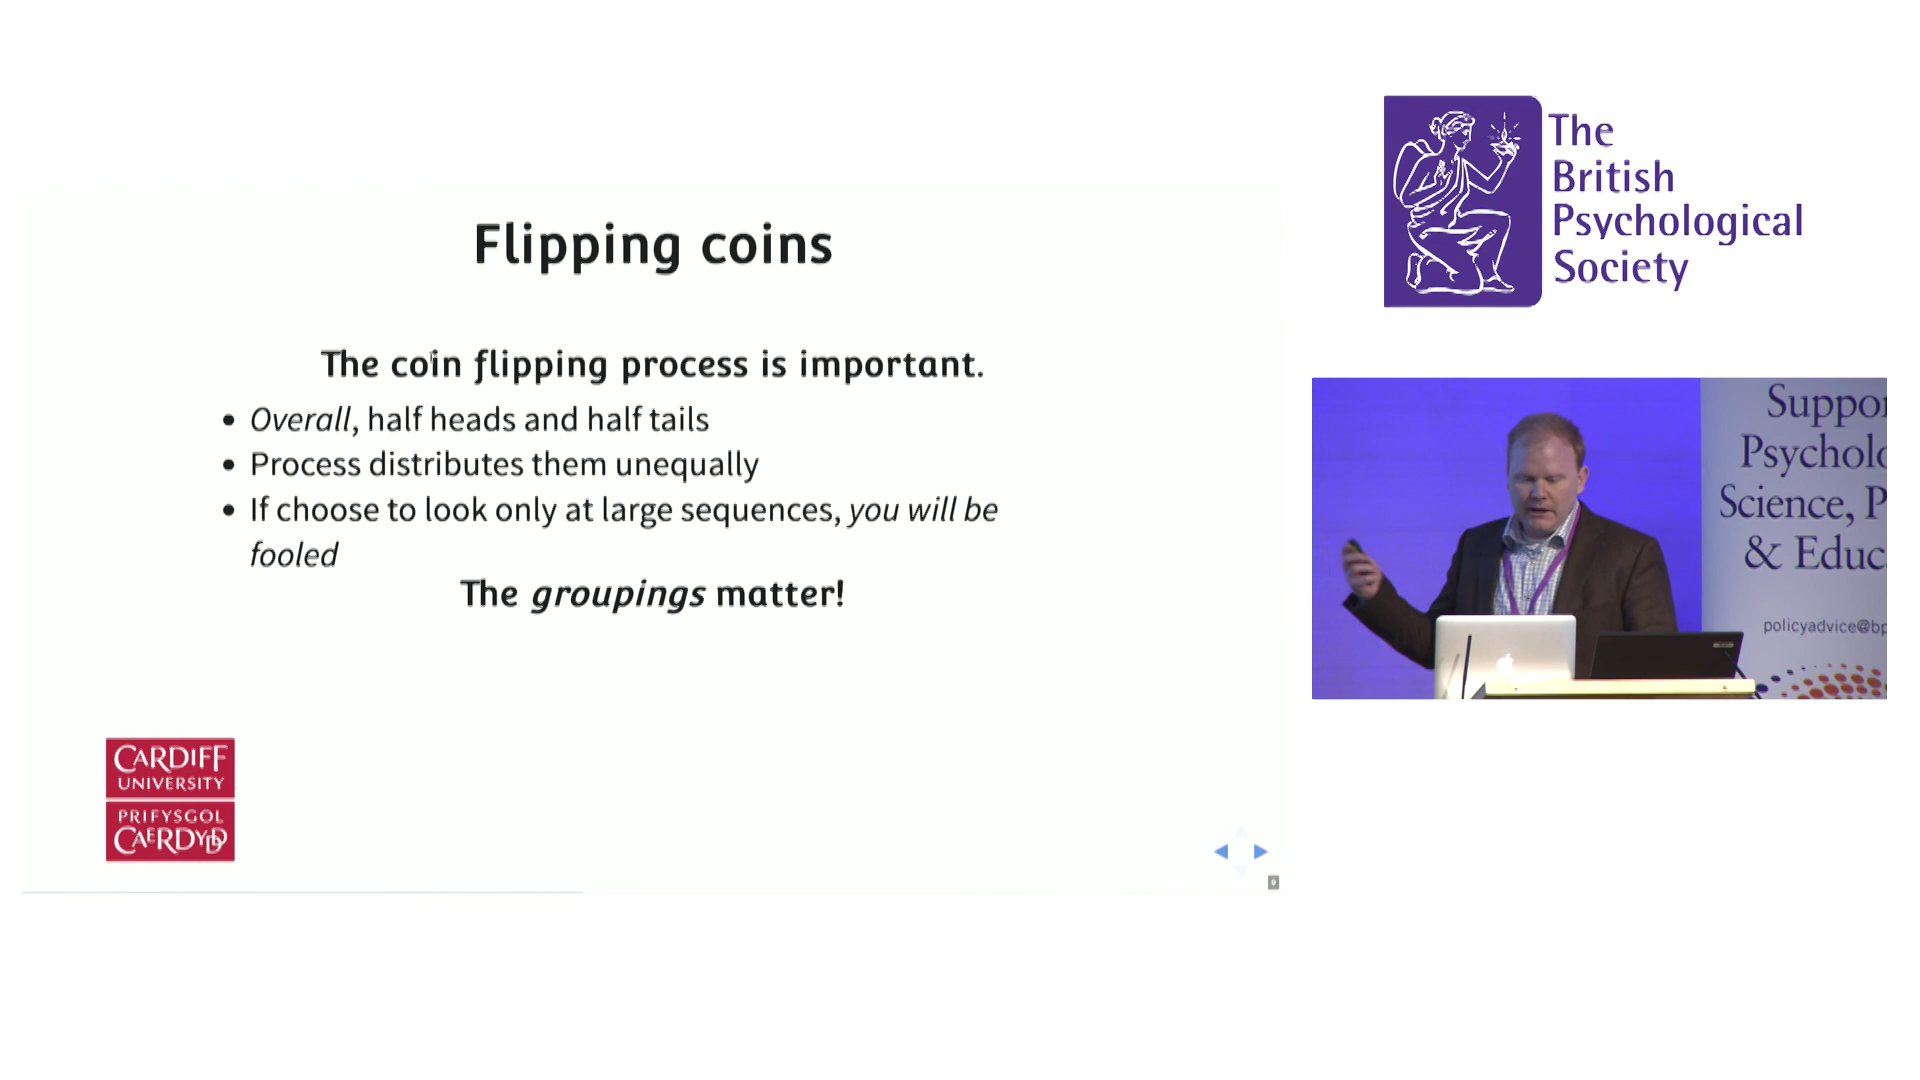 Flipping coins
The coin flipping process is important.
• Overall, half heads and half tails
• Process distributes them unequally
• If choose to look only at large sequences, you will be
fooled
The groupings matter!
CARDIFF
UNIVERSITY
PRIFYSGOL
CAERDYDD
The
British
Psychological
Society
Suppor
Psycholo
Science, P
& Educ
policyadvice@bp